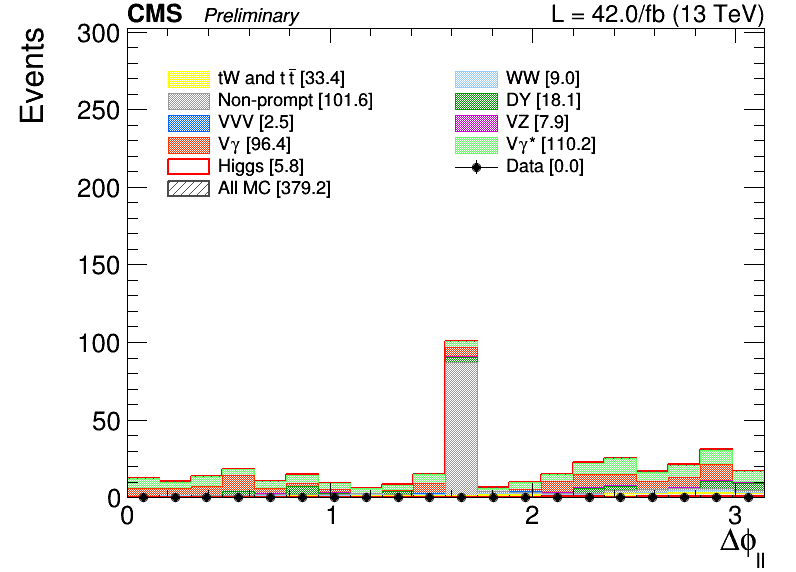 CMS Preliminary L = 42.0/fb (13 TeV)
Events
300
250
200
150
100
50
0
tW and t t̅ [33.4]
Non-prompt [101.6]
VVV [2.5]
Vγ [96.4]
Higgs [5.8]
All MC [379.2]
WW [9.0]
DY [18.1]
VZ [7.9]
Vγ* [110.2]
Data [0.0]
0 1 2 3
Δϕll